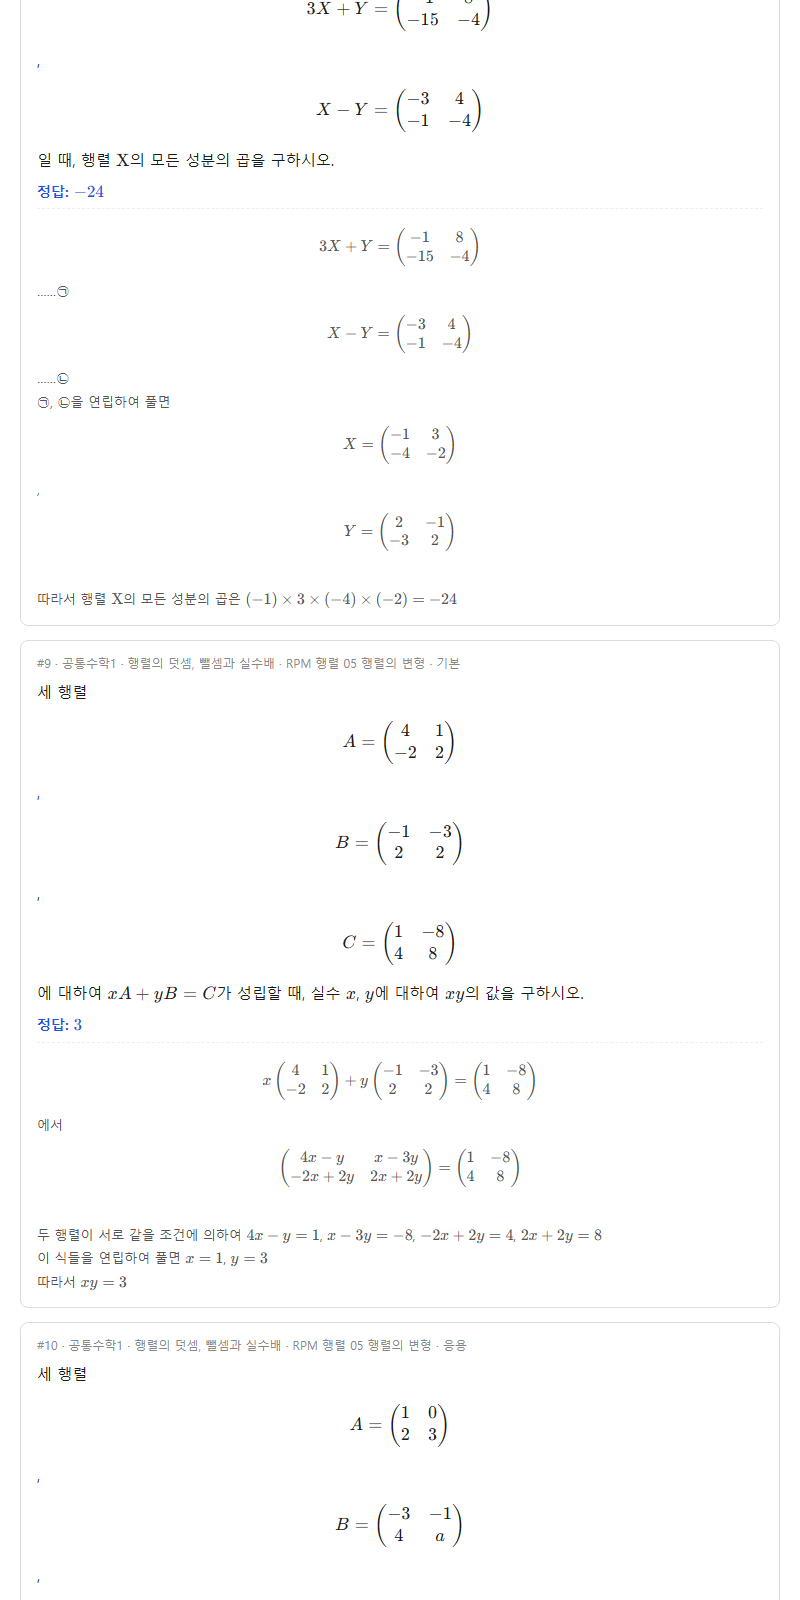 3X + Y = ( 8
−15 −4)
,
X − Y = (−3 4
−1 −4)
일 때, 행렬 X의 모든 성분의 곱을 구하시오.
정답: −24
3X + Y = (−1 8
−15 −4)
......㉠
X − Y = (−3 4
−1 −4)
......㉡
㉠, ㉡을 연립하여 풀면
X = (−1 3
−4 −2)
,
Y = (2 −1
−3 2)
따라서 행렬 X의 모든 성분의 곱은 (−1) × 3 × (−4) × (−2) = −24
#9 · 공통수학1 · 행렬의 덧셈, 뺄셈과 실수배 · RPM 행렬 05 행렬의 변형 · 기본
세 행렬
A = (4 1
−2 2)
,
B = (−1 −3
2 2)
,
C = (1 −8
4 8)
에 대하여 xA + yB = C가 성립할 때, 실수 x, y에 대하여 xy의 값을 구하시오.
정답: 3
x (4 1
−2 2) + y (−1 −3
2 2) = (1 −8
4 8)
에서
(4x − y x − 3y
−2x + 2y 2x + 2y) = (1 −8
4 8)
두 행렬이 서로 같을 조건에 의하여 4x − y = 1, x − 3y = −8, −2x + 2y = 4, 2x + 2y = 8
이 식들을 연립하여 풀면 x = 1, y = 3
따라서 xy = 3
#10 · 공통수학1 · 행렬의 덧셈, 뺄셈과 실수배 · RPM 행렬 05 행렬의 변형 · 응용
세 행렬
A = (1 0
2 3)
,
B = (−3 −1
4 a)
,